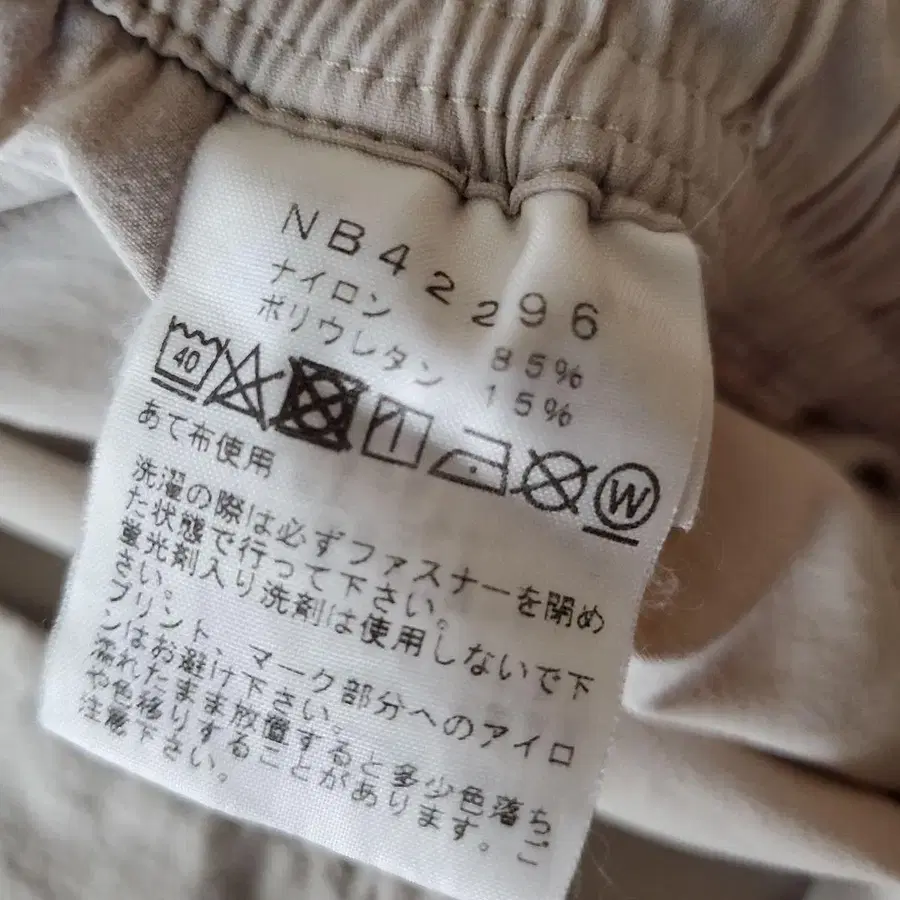 NB42296
ナイロン 85%
ポリウレタン 15%
40 W
あて布使用
洗濯の際は必ずファスナーを閉め
た状態で行って下さい。
蛍光剤入り洗剤は使用しないで下
さい。
プリント、マーク部分へのアイロ
ンはお避け下さい。
濡れたまま放置すると多少色落ち
や色移りすることがあります。ご
注意下さい。